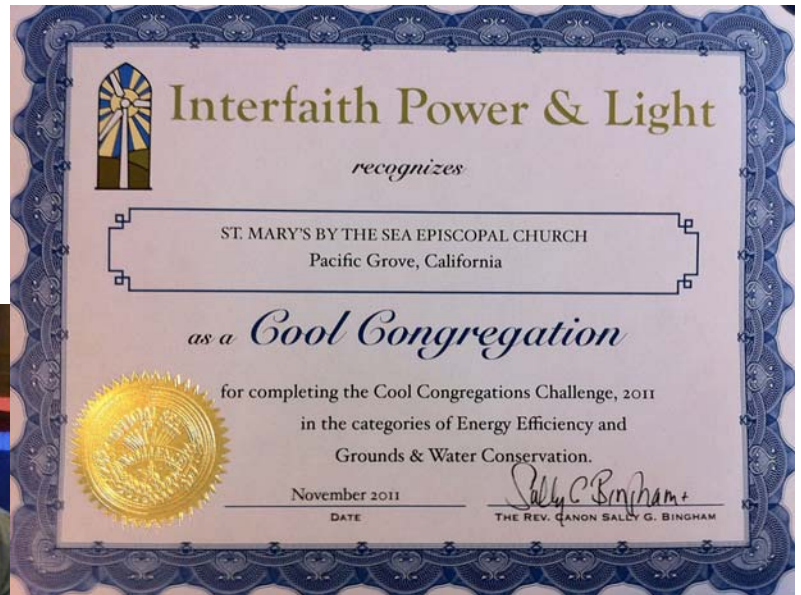 Interfaith Power & Light
recognizes
ST. MARY'S BY THE SEA EPISCOPAL CHURCH
Pacific Grove, California
as a Cool Congregation
for completing the Cool Congregations Challenge, 2011
in the categories of Energy Efficiency and
Grounds & Water Conservation.
November 2011
Sally G Bingham+
DATE
THE REV. CANON SALLY G. BINGHAM